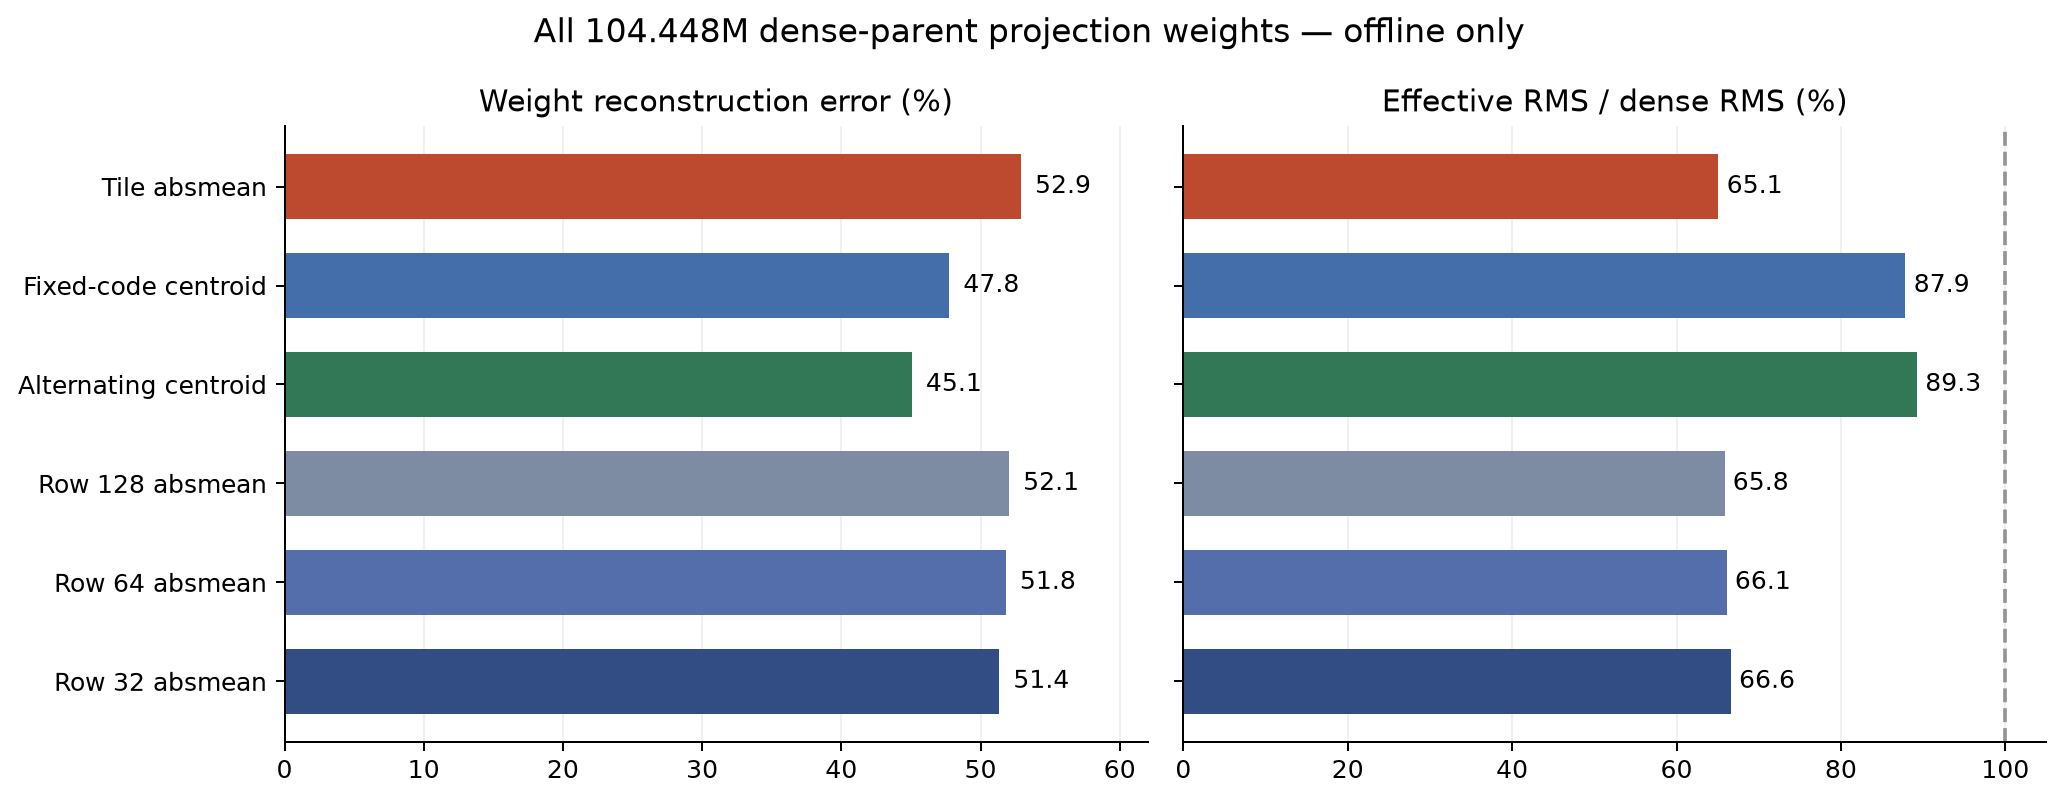 All 104.448M dense-parent projection weights — offline only
Weight reconstruction error (%)
Tile absmean
Fixed-code centroid
Alternating centroid
Row 128 absmean
Row 64 absmean
Row 32 absmean
52.9
47.8
45.1
52.1
51.8
51.4
0 10 20 30 40 50 60
Effective RMS / dense RMS (%)
65.1
87.9
89.3
65.8
66.1
66.6
0 20 40 60 80 100